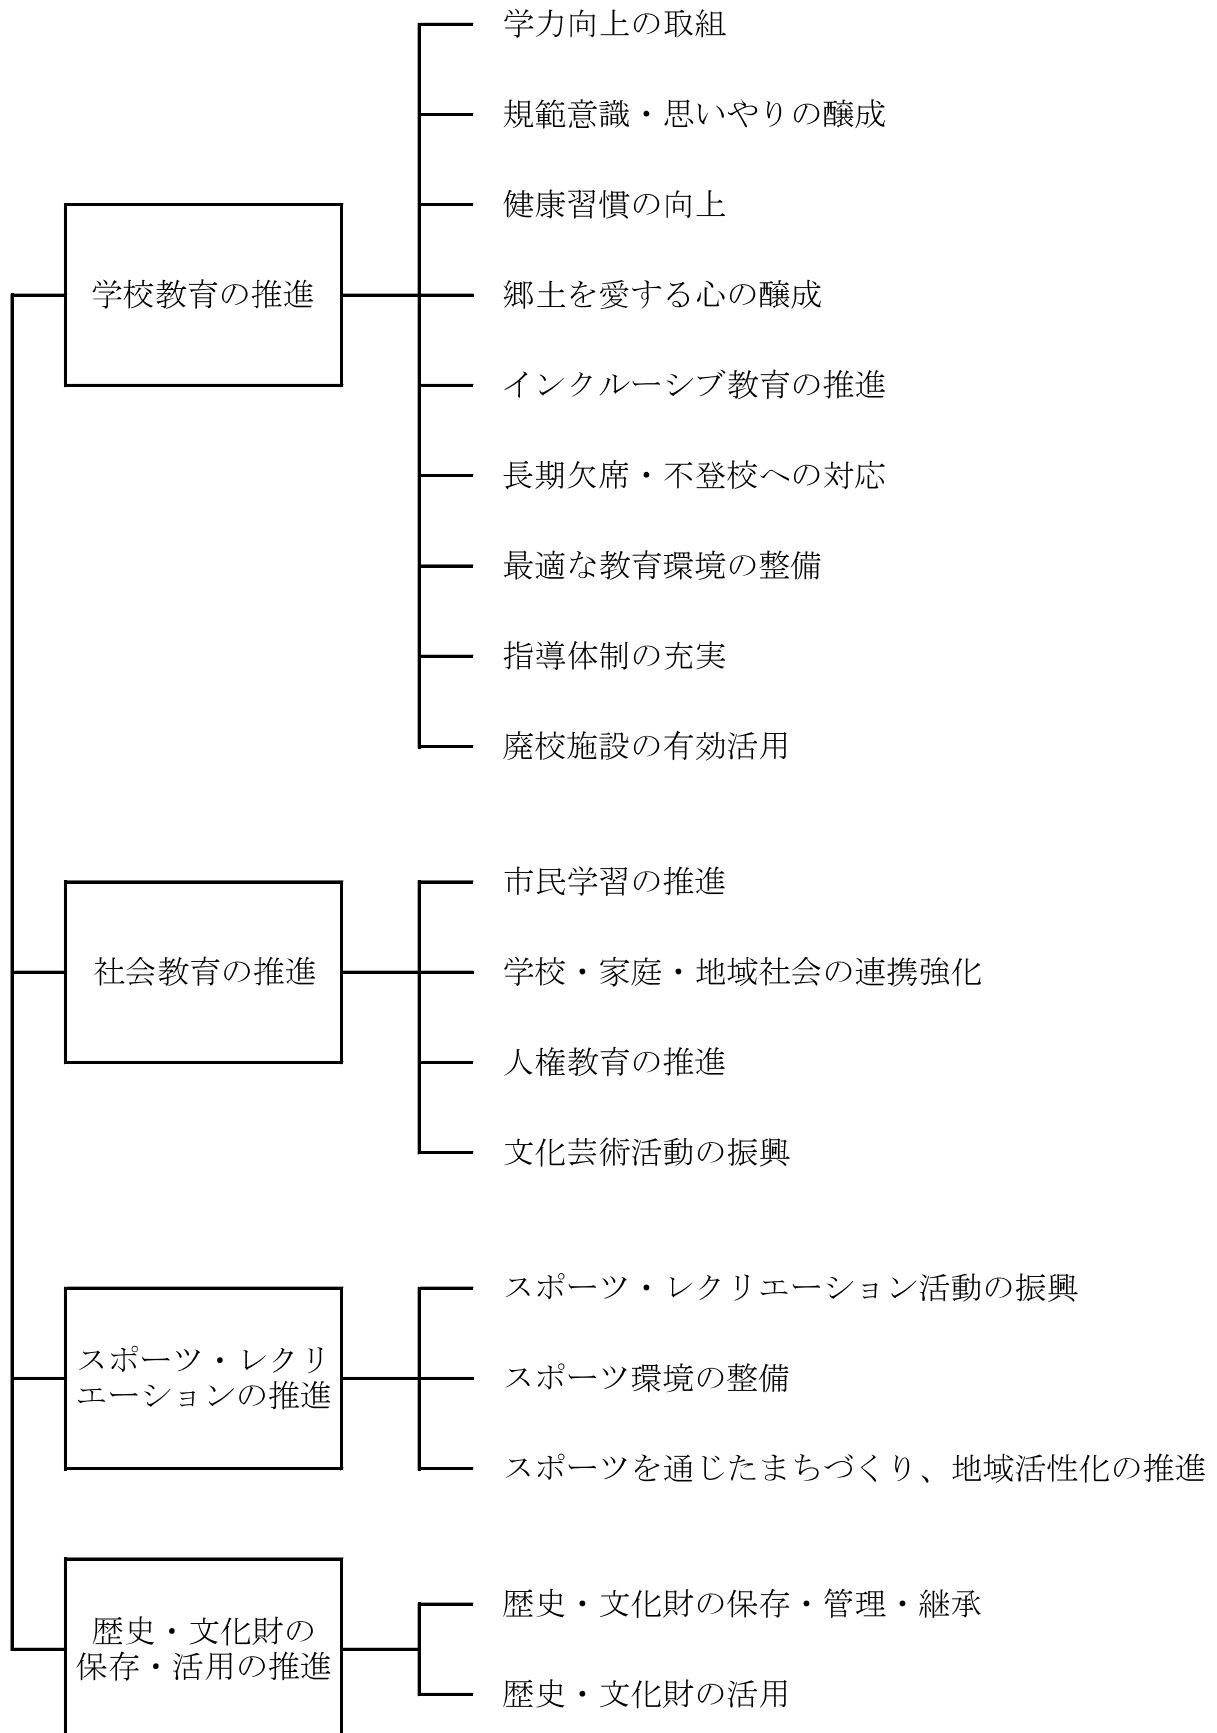 学校教育の推進
学力向上の取組
規範意識・思いやりの醸成
健康習慣の向上
郷土を愛する心の醸成
インクルーシブ教育の推進
長期欠席・不登校への対応
最適な教育環境の整備
指導体制の充実
廃校施設の有効活用
社会教育の推進
市民学習の推進
学校・家庭・地域社会の連携強化
人権教育の推進
文化芸術活動の振興
スポーツ・レクリ
エーションの推進
スポーツ・レクリエーション活動の振興
スポーツ環境の整備
スポーツを通じたまちづくり、地域活性化の推進
歴史・文化財の
保存・活用の推進
歴史・文化財の保存・管理・継承
歴史・文化財の活用